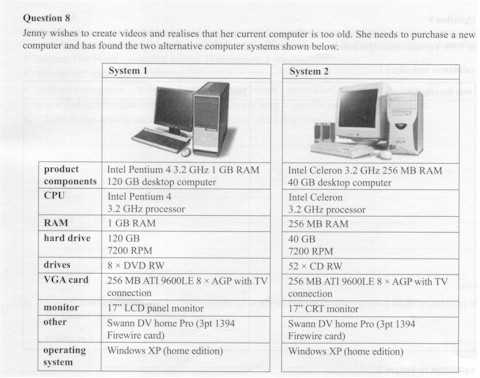 Question 8
Jenny wishes to create videos and realises that her current computer is too old. She needs to purchase a new
computer and has found the two alternative computer systems shown below.
System 1
System 2
product components
Intel Pentium 4 3.2 GHz 1 GB RAM
120 GB desktop computer
Intel Celeron 3.2 GHz 256 MB RAM
40 GB desktop computer
CPU
Intel Pentium 4
3.2 GHz processor
Intel Celeron
3.2 GHz processor
RAM
1 GB RAM
256 MB RAM
hard drive
120 GB
7200 RPM
40 GB
7200 RPM
drives
8 × DVD RW
52 × CD RW
VGA card
256 MB ATI 9600LE 8 × AGP with TV
connection
256 MB ATI 9600LE 8 × AGP with TV
connection
monitor
17" LCD panel monitor
17" CRT monitor
other
Swann DV home Pro (3pt 1394
Firewire card)
Swann DV home Pro (3pt 1394
Firewire card)
operating
system
Windows XP (home edition)
Windows XP (home edition)